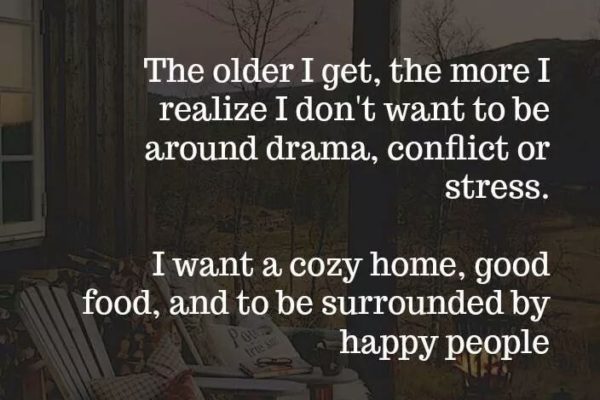 The older I get, the more I
realize I don't want to be
around drama, conflict or
stress.
I want a cozy home, good
food, and to be surrounded by
happy people